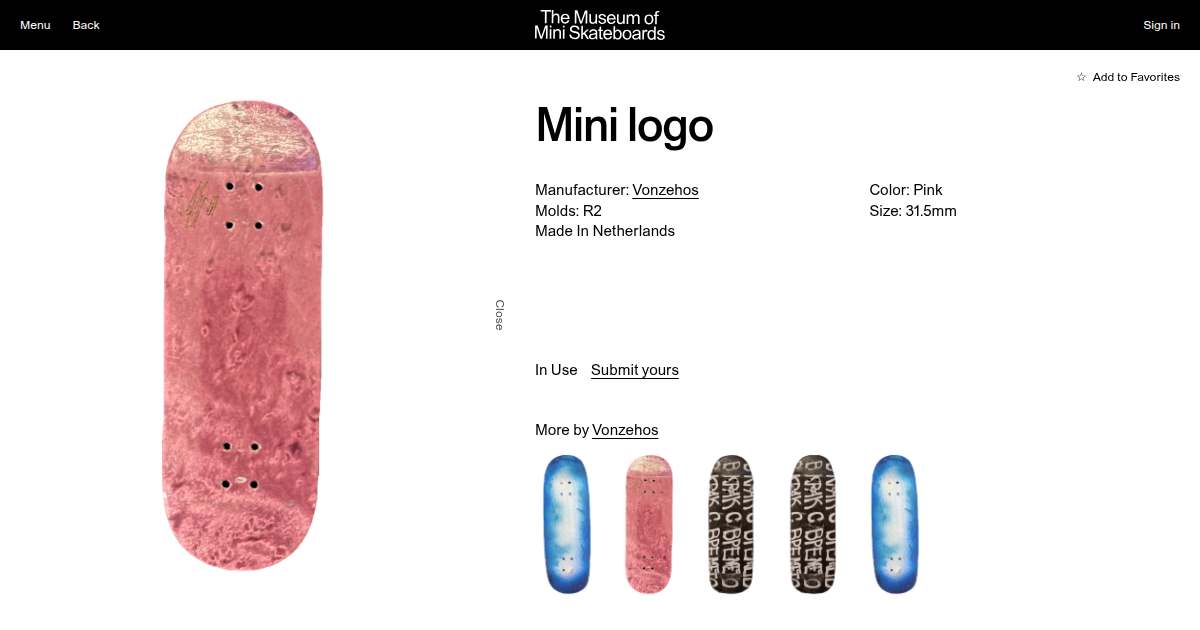 Menu
Back
The Museum of
Mini Skateboards
Sign in
☆ Add to Favorites
Mini logo
Manufacturer: Vonzehos
Molds: R2
Made In Netherlands
Color: Pink
Size: 31.5mm
Close
In Use
Submit yours
More by Vonzehos